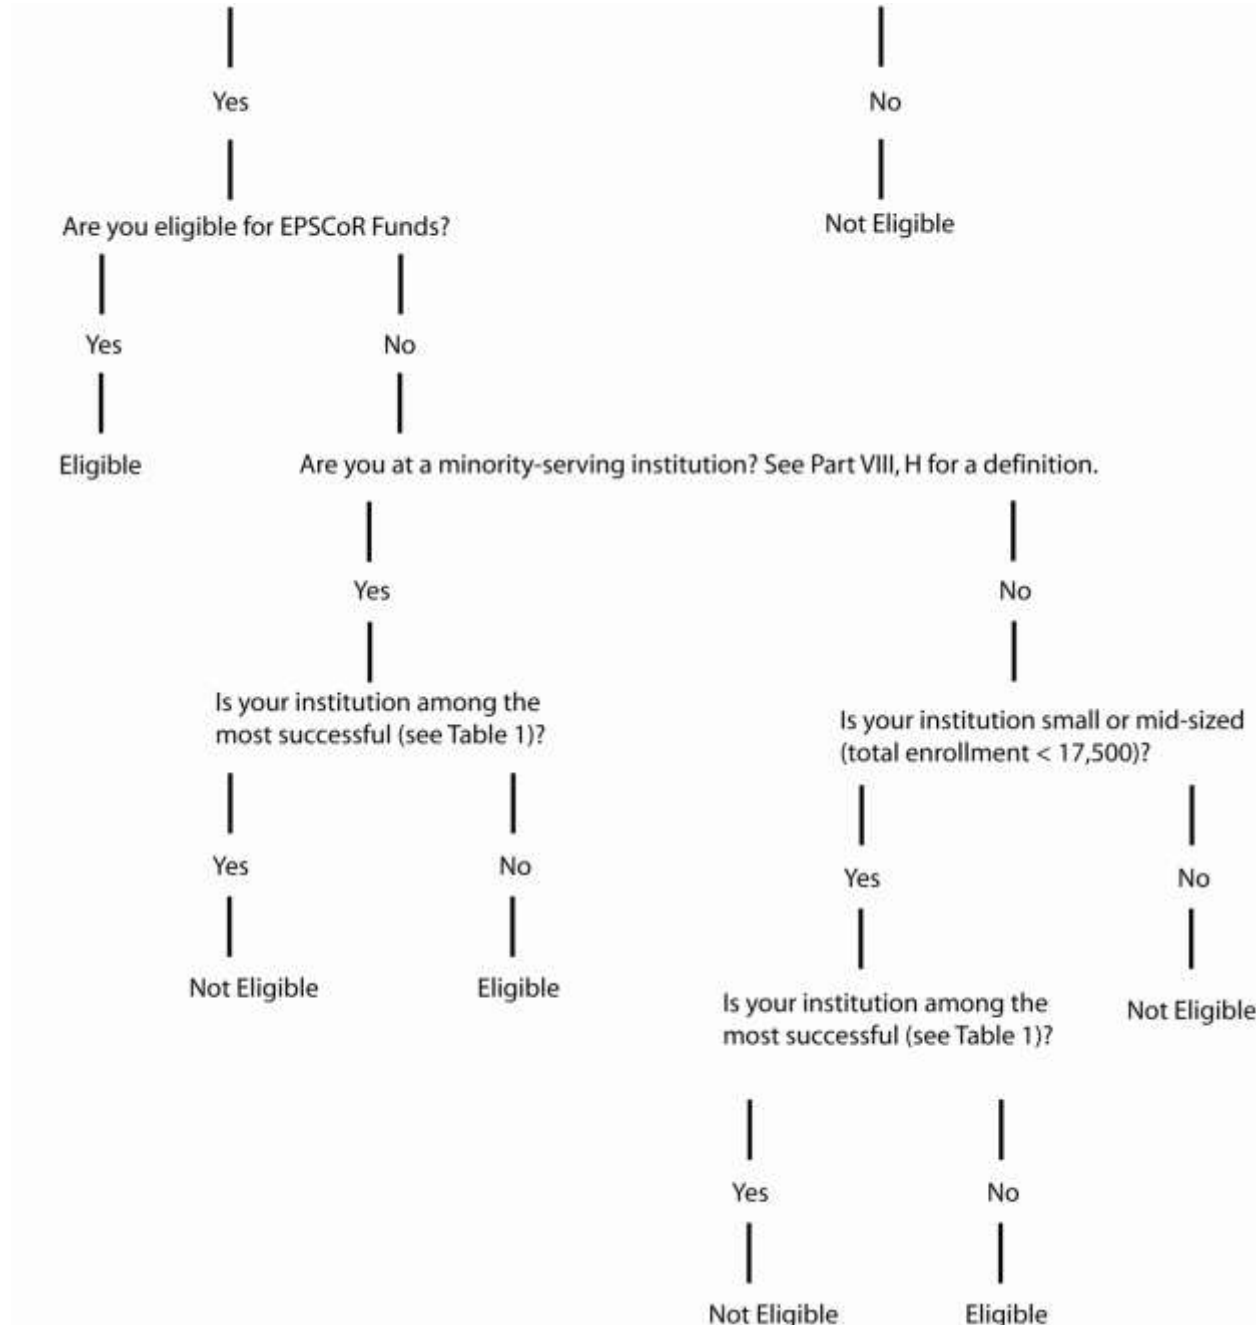 Yes
No
Are you eligible for EPSCoR Funds?
Not Eligible
Yes
No
Eligible
Are you at a minority-serving institution? See Part VIII, H for a definition.
Yes
No
Is your institution among the
most successful (see Table 1)?
Is your institution small or mid-sized
(total enrollment < 17,500)?
Yes
No
Yes
No
Not Eligible
Eligible
Is your institution among the
most successful (see Table 1)?
Not Eligible
Yes
No
Not Eligible
Eligible